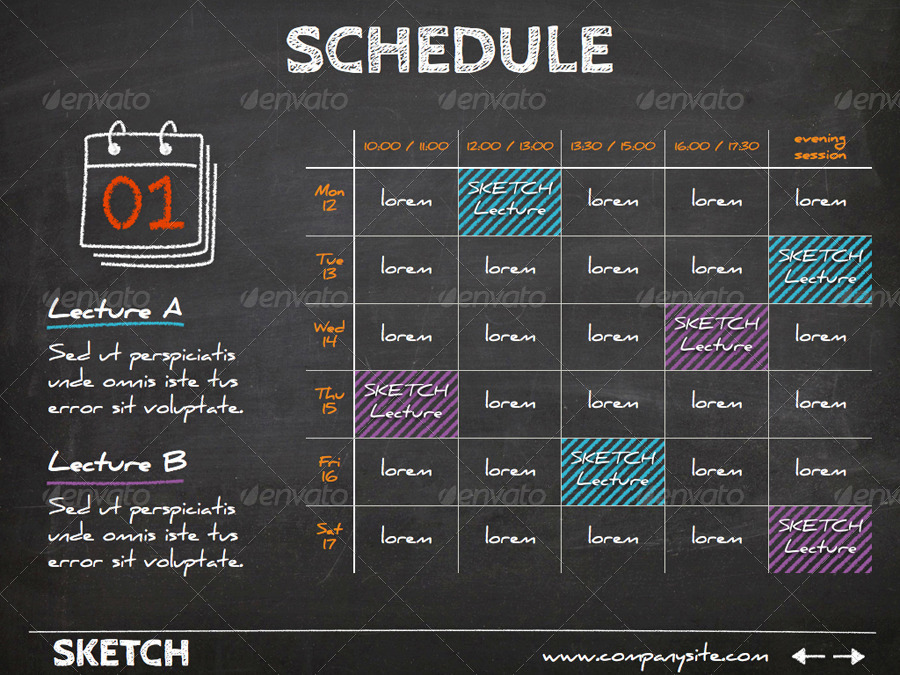 SCHEDULE
01
Lecture A
Sed ut perspiciatis
unde omnis iste tus
error sit voluptate.
Lecture B
Sed ut perspiciatis
unde omnis iste tus
error sit voluptate.
10:00 / 11:00 12:00 / 13:00 13:30 / 15:00 16:00 / 17:30 evening
session
Mon
12
lorem SKETCH
Lecture lorem lorem lorem
Tue
13
lorem lorem lorem lorem SKETCH
Lecture
Wed
14
lorem lorem lorem SKETCH
Lecture lorem
Thu
15
SKETCH
Lecture lorem lorem lorem lorem
Fri
16
lorem lorem SKETCH
Lecture lorem lorem
Sat
17
lorem lorem lorem lorem SKETCH
Lecture
SKETCH
www.companysite.com
envato envato envato envato envato
envato envato envato envato envato
envato envato envato envato envato